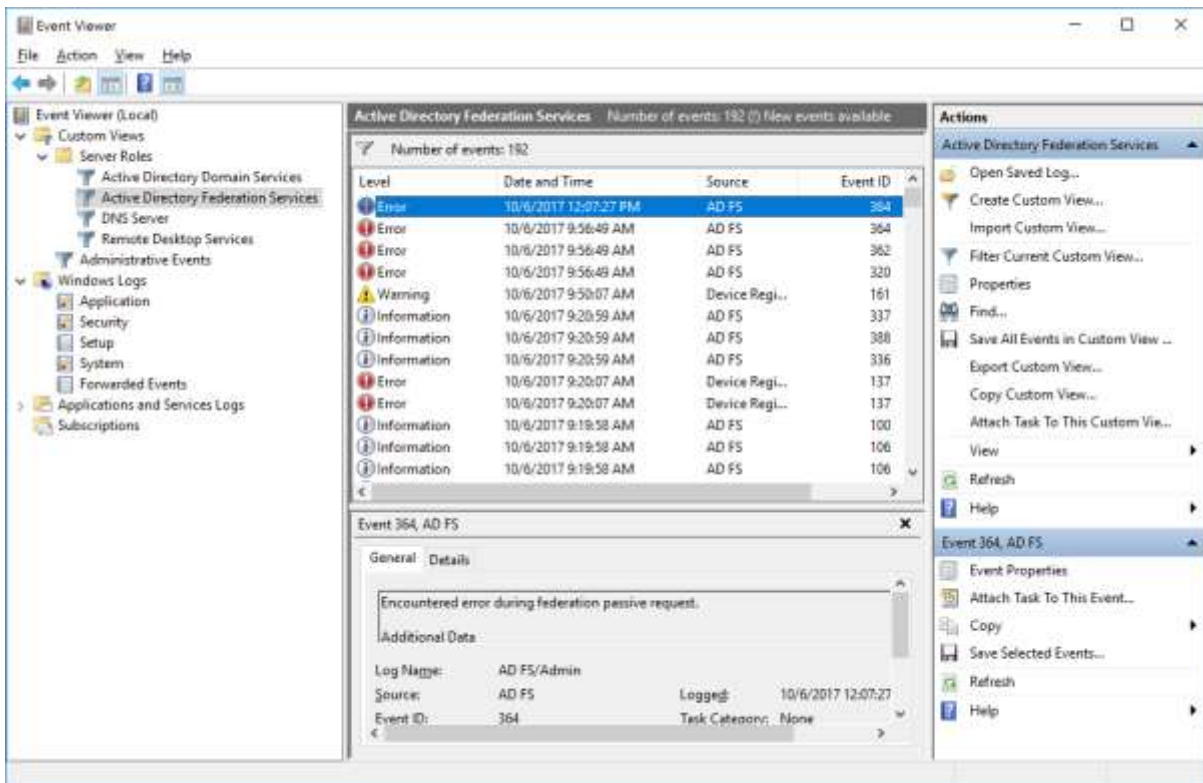 Event Viewer
File Action View Help
Event Viewer (Local)
Custom Views
Server Roles
Active Directory Domain Services
Active Directory Federation Services
DNS Server
Remote Desktop Services
Administrative Events
Windows Logs
Application
Security
Setup
System
Forwarded Events
Applications and Services Logs
Subscriptions
Active Directory Federation Services Number of events: 192 (!) New events available
Number of events: 192
Level Date and Time Source Event ID
Error 10/6/2017 12:07:27 PM AD FS 364
Error 10/6/2017 9:56:49 AM AD FS 364
Error 10/6/2017 9:56:49 AM AD FS 362
Error 10/6/2017 9:56:49 AM AD FS 320
Warning 10/6/2017 9:50:07 AM Device Regi... 161
Information 10/6/2017 9:20:59 AM AD FS 337
Information 10/6/2017 9:20:59 AM AD FS 388
Information 10/6/2017 9:20:59 AM AD FS 336
Error 10/6/2017 9:20:07 AM Device Regi... 137
Error 10/6/2017 9:20:07 AM Device Regi... 137
Information 10/6/2017 9:19:58 AM AD FS 100
Information 10/6/2017 9:19:58 AM AD FS 106
Information 10/6/2017 9:19:58 AM AD FS 106
Event 364, AD FS
General Details
Encountered error during federation passive request.
Additional Data
Log Name: AD FS/Admin
Source: AD FS Logged: 10/6/2017 12:07:27
Event ID: 364 Task Category: None
Actions
Active Directory Federation Services
Open Saved Log...
Create Custom View...
Import Custom View...
Filter Current Custom View...
Properties
Find...
Save All Events in Custom View ...
Export Custom View...
Copy Custom View...
Attach Task To This Custom Vie...
View
Refresh
Help
Event 364, AD FS
Event Properties
Attach Task To This Event...
Copy
Save Selected Events...
Refresh
Help